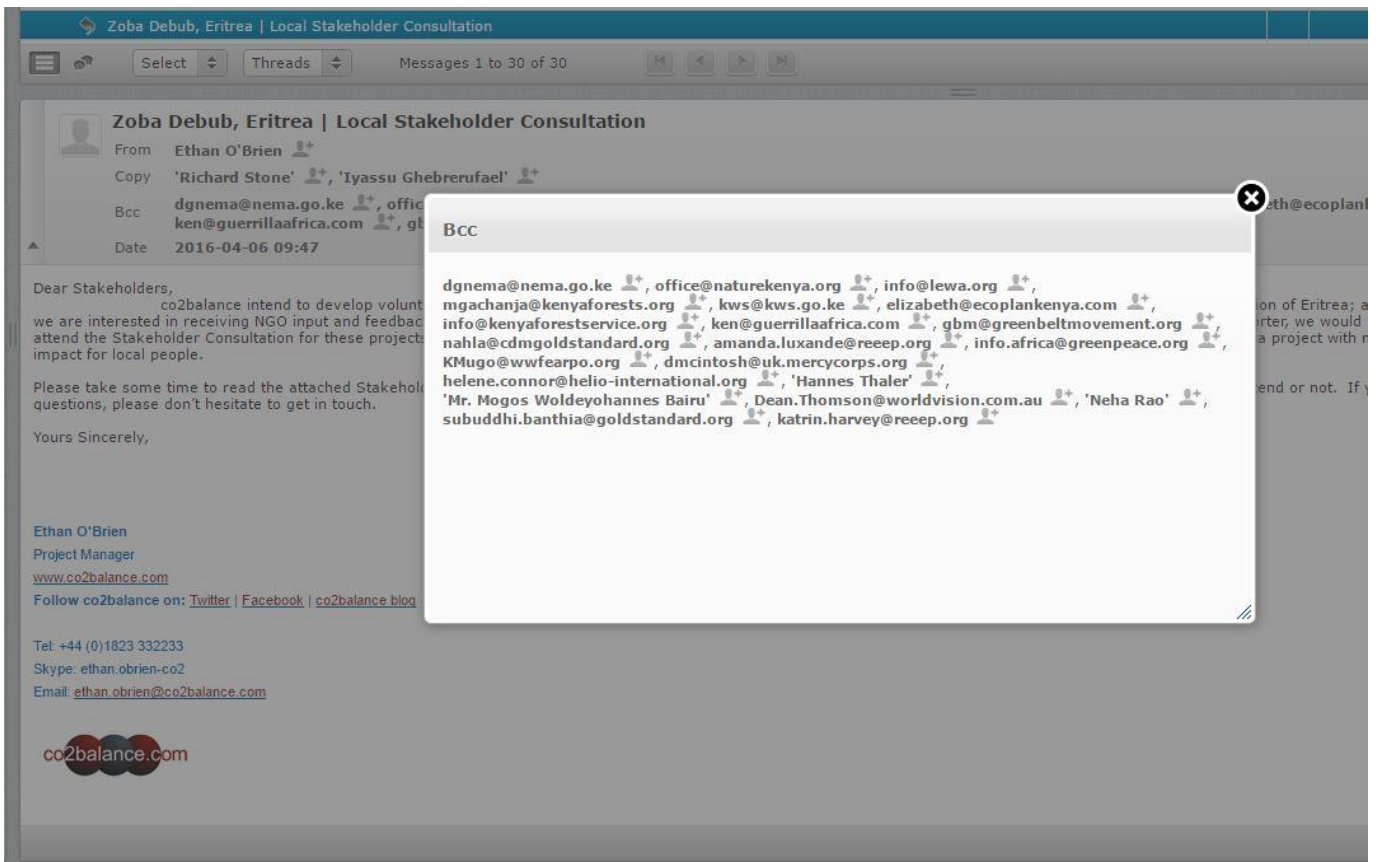 Zoba Debub, Eritrea | Local Stakeholder Consultation
Select Threads Messages 1 to 30 of 30
Zoba Debub, Eritrea | Local Stakeholder Consultation
From Ethan O'Brien
Copy 'Richard Stone' , 'Iyassu Ghebrerufael'
Bcc dgnema@nema.go.ke , offic eth@ecoplank
ken@guerrillaafrica.com , gb
Date 2016-04-06 09:47
Bcc
dgnema@nema.go.ke , office@naturekenya.org , info@lewa.org ,
mgachanja@kenyaforests.org , kws@kws.go.ke , elizabeth@ecoplankenya.com ,
info@kenyaforestservice.org , ken@guerrillaafrica.com , gbm@greenbeltmovement.org ,
nahla@cdmgoldstandard.org , amanda.luxande@reeep.org , info.africa@greenpeace.org ,
KMugo@wwfearpo.org , dmcintosh@uk.mercycorps.org ,
helene.connor@helio-international.org , 'Hannes Thaler' ,
'Mr. Mogos Woldeyohannes Bairu' , Dean.Thomson@worldvision.com.au , 'Neha Rao' ,
subuddhi.banthia@goldstandard.org , katrin.harvey@reeep.org
Dear Stakeholders,
co2balance intend to develop volunt on of Eritrea; a
we are interested in receiving NGO input and feedbac rter, we would
attend the Stakeholder Consultation for these projects a project with
impact for local people.
Please take some time to read the attached Stakehol end or not. If
questions, please don't hesitate to get in touch.
Yours Sincerely,
Ethan O'Brien
Project Manager
www.co2balance.com
Follow co2balance on: Twitter | Facebook | co2balance blog
Tel: +44 (0)1823 332233
Skype: ethan.obrien-co2
Email: ethan.obrien@co2balance.com
co2balance.com